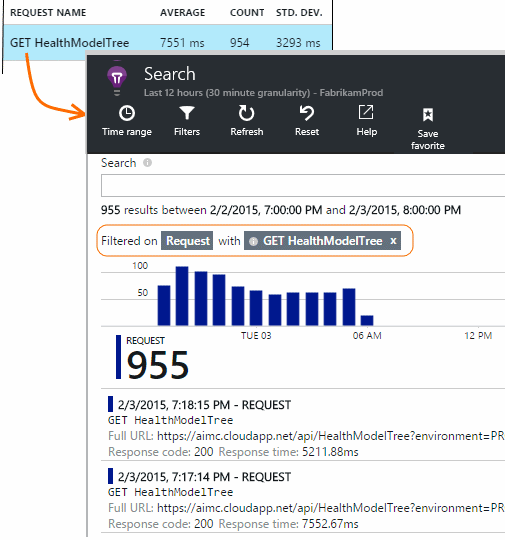 REQUEST NAME AVERAGE COUNT STD. DEV.
GET HealthModelTree 7551 ms 954 3293 ms
Search
Last 12 hours (30 minute granularity) - FabrikamProd
Time range Filters Refresh Reset Help Save favorite
Search
955 results between 2/2/2015, 7:00:00 PM and 2/3/2015, 8:00:00 PM
Filtered on Request with GET HealthModelTree x
100
50
TUE 03 06 AM 12 PM
REQUEST
955
2/3/2015, 7:18:15 PM - REQUEST
GET HealthModelTree
Full URL: https://aimc.cloudapp.net/api/HealthModelTree?environment=PR
Response code: 200 Response time: 5211.88ms
2/3/2015, 7:17:14 PM - REQUEST
GET HealthModelTree
Full URL: https://aimc.cloudapp.net/api/HealthModelTree?environment=PR
Response code: 200 Response time: 7552.67ms